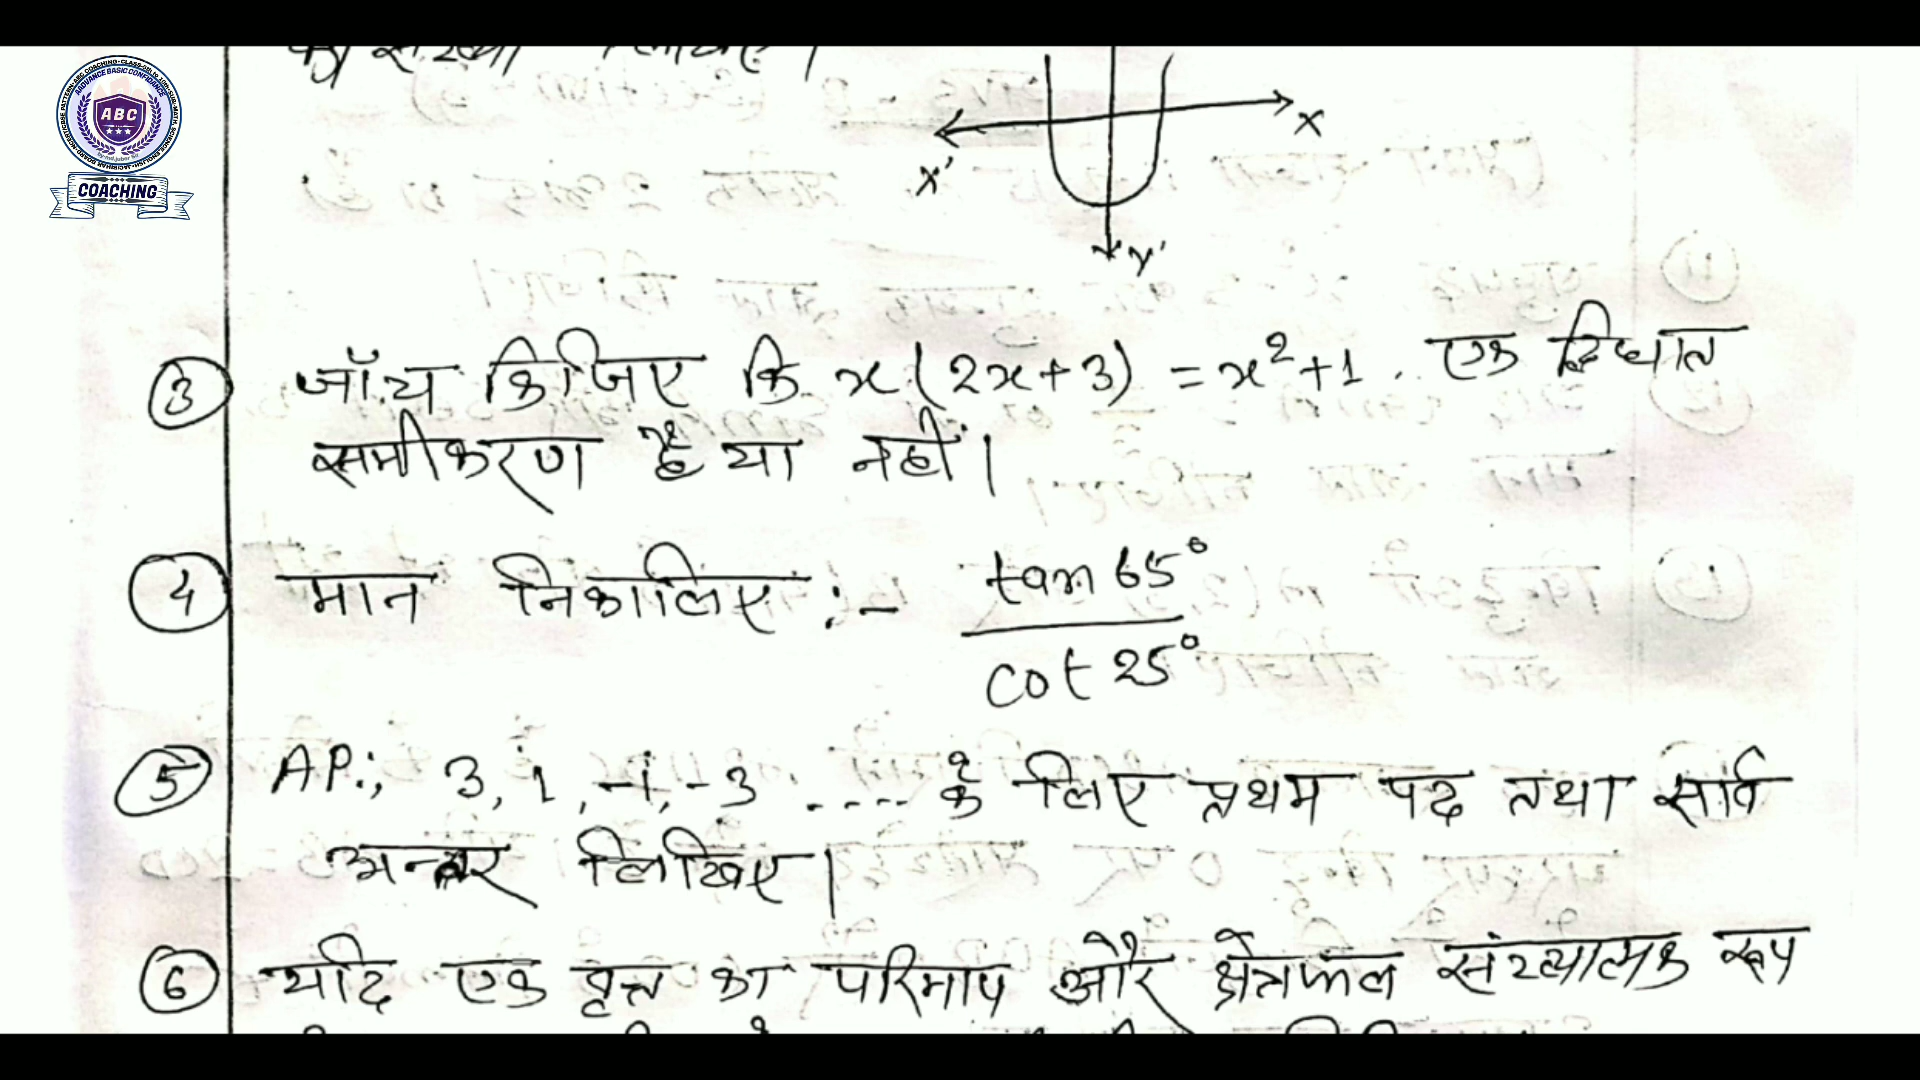 ABC
COACHING
X
X'
Y'
③ जाँच किजिए कि x(2x+3) = x²+1. एक द्विघात
समीकरण है या नहीं।
④ मान निकालिए :- tan 65°
cot 25°
⑤ AP:, 3, 1, -1, -3 ..... के लिए प्रथम पद तथा सार्व
अन्तर लिखिए।
⑥ यदि एक वृत्त का परिमाप और क्षेत्रफल संख्यात्मक रूप